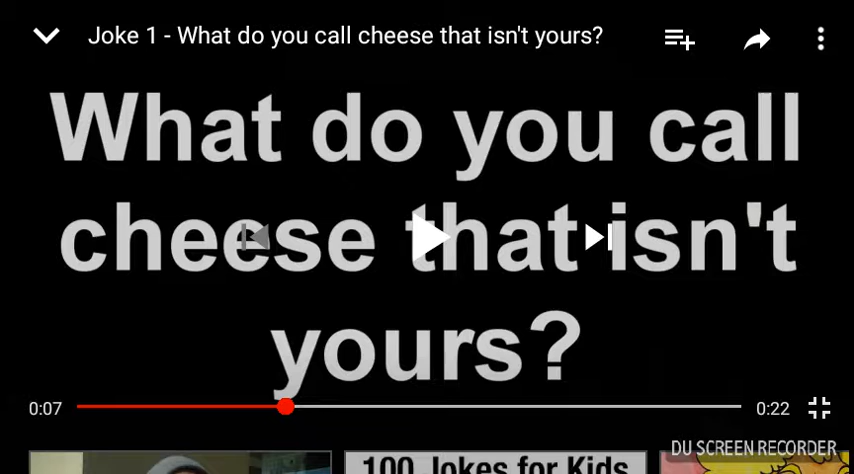 Joke 1 - What do you call cheese that isn't yours?
What do you call
cheese that isn't
yours?
0:07
0:22
DU SCREEN RECORDER
100 Jokes for Kids